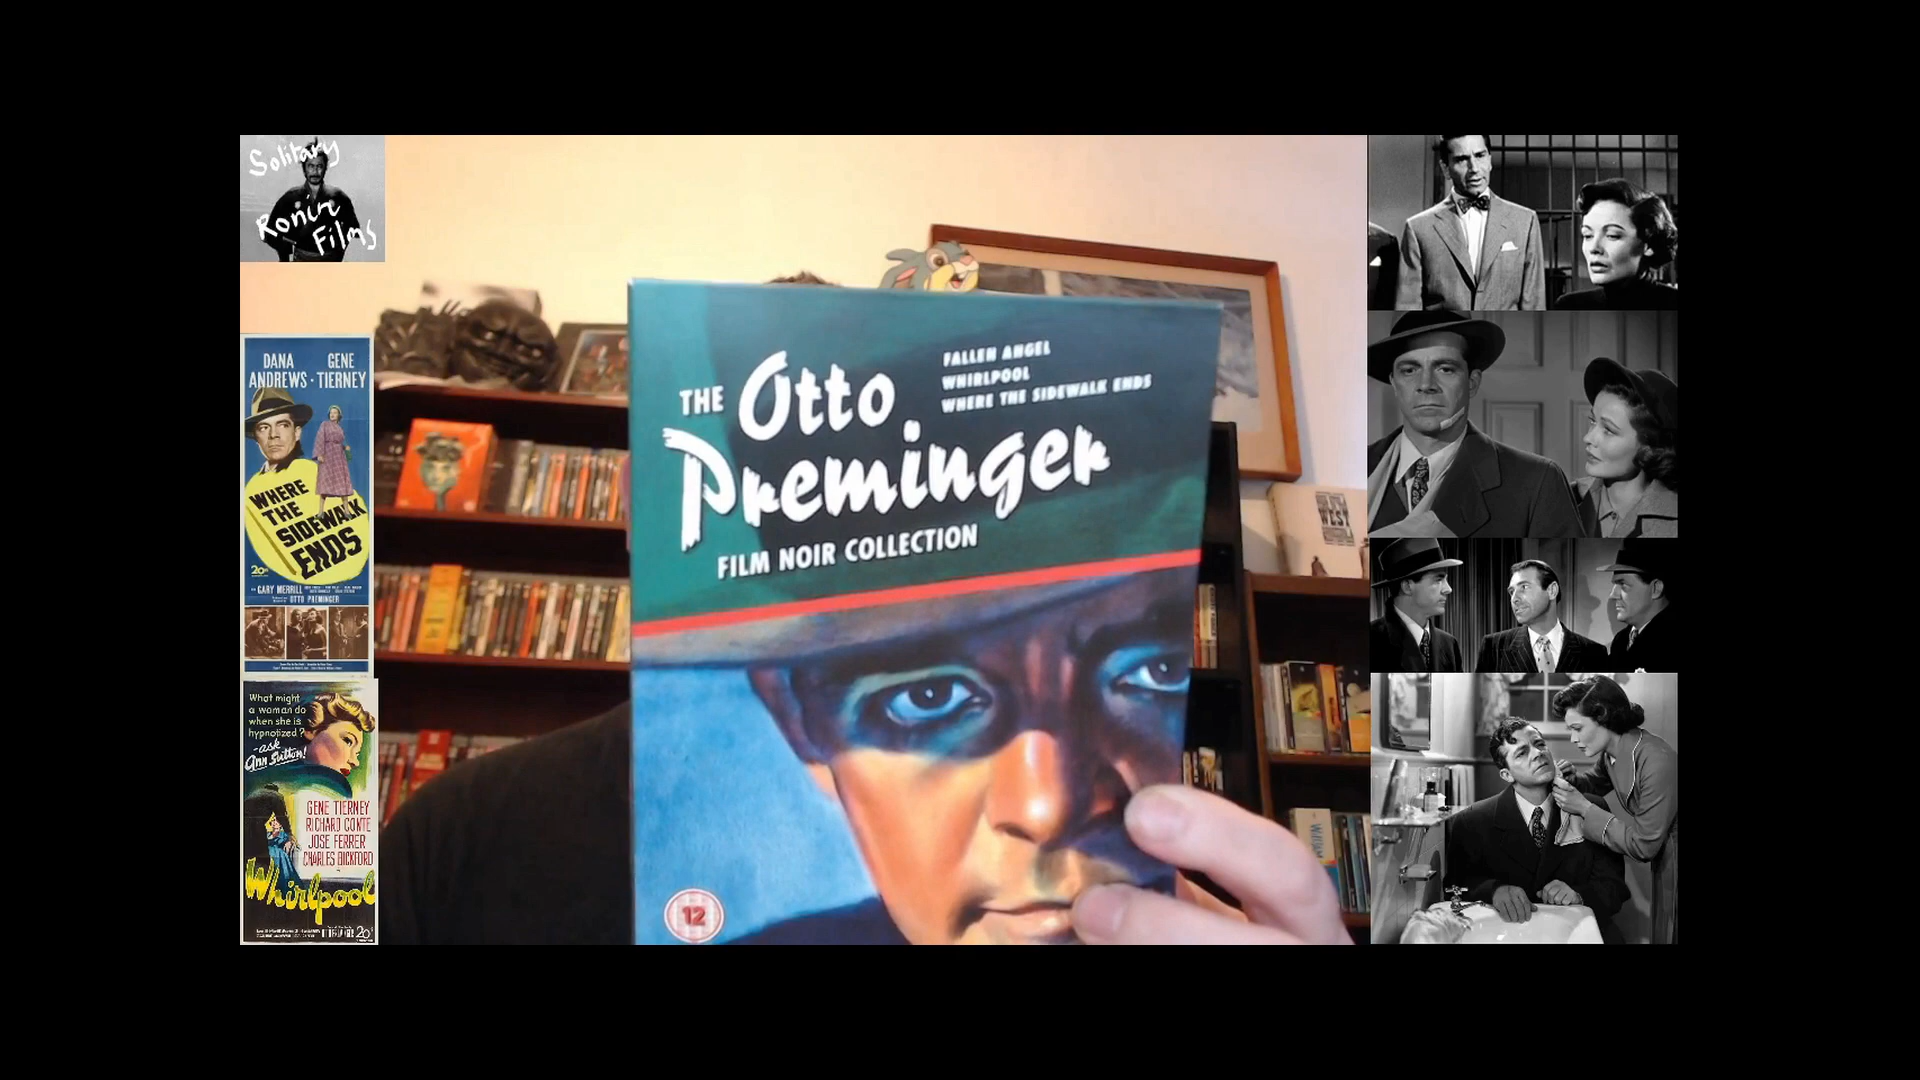 Solitary
Ronin
Films
DANA GENE
ANDREWS · TIERNEY
WHERE
THE
SIDEWALK
ENDS
GARY MERRILL
OTTO PREMINGER
What might
a woman do
when she is
hypnotized?
-ask
Ann Sutton!
GENE TIERNEY
RICHARD CONTE
JOSE FERRER
CHARLES BICKFORD
Whirlpool
THE Otto
Preminger
FILM NOIR COLLECTION
FALLEN ANGEL
WHIRLPOOL
WHERE THE SIDEWALK ENDS
12
WEST